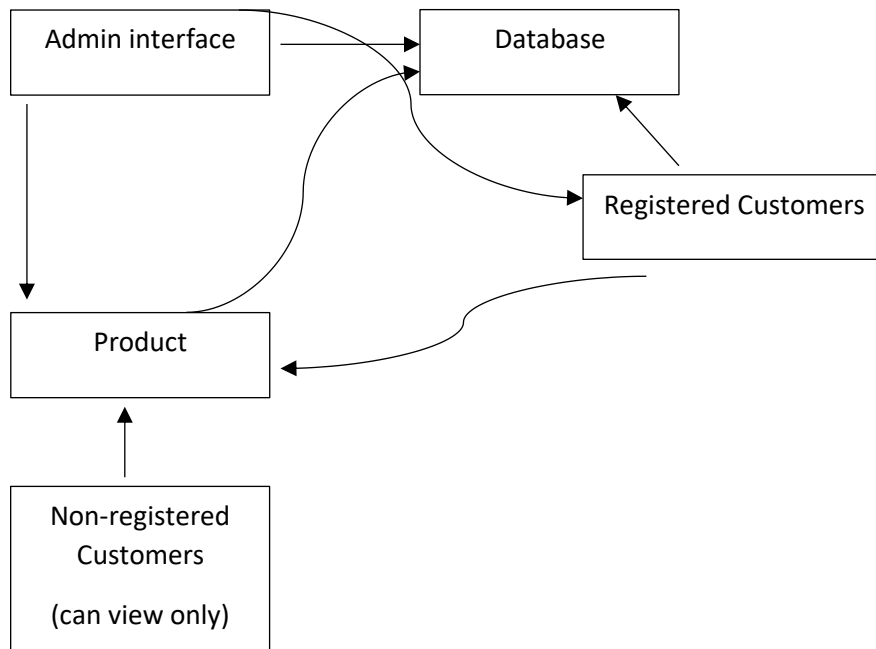 Admin interface
Database
Registered Customers
Product
Non-registered
Customers
(can view only)